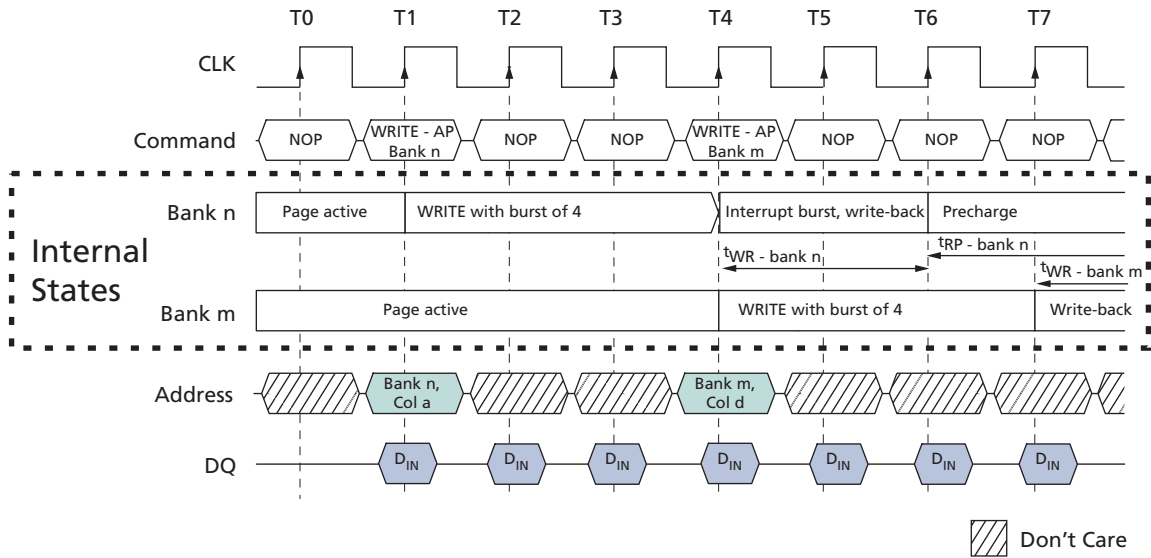 T0 T1 T2 T3 T4 T5 T6 T7
CLK
Command NOP WRITE - AP Bank n NOP NOP WRITE - AP Bank m NOP NOP NOP
Bank n Page active WRITE with burst of 4 Interrupt burst, write-back Precharge
Internal States
tWR - bank n tRP - bank n
tWR - bank m
Bank m Page active WRITE with burst of 4 Write-back
Address Bank n, Col a Bank m, Col d
DQ DIN DIN DIN DIN DIN DIN DIN
Don't Care